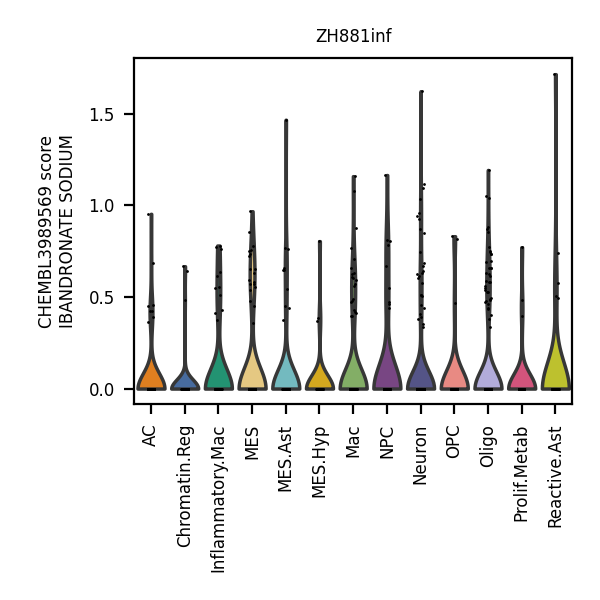 ZH881inf
CHEMBL3989569 score
IBANDRONATE SODIUM
1.5
1.0
0.5
0.0
AC
Chromatin.Reg
Inflammatory.Mac
MES
MES.Ast
MES.Hyp
Mac
NPC
Neuron
OPC
Oligo
Prolif.Metab
Reactive.Ast